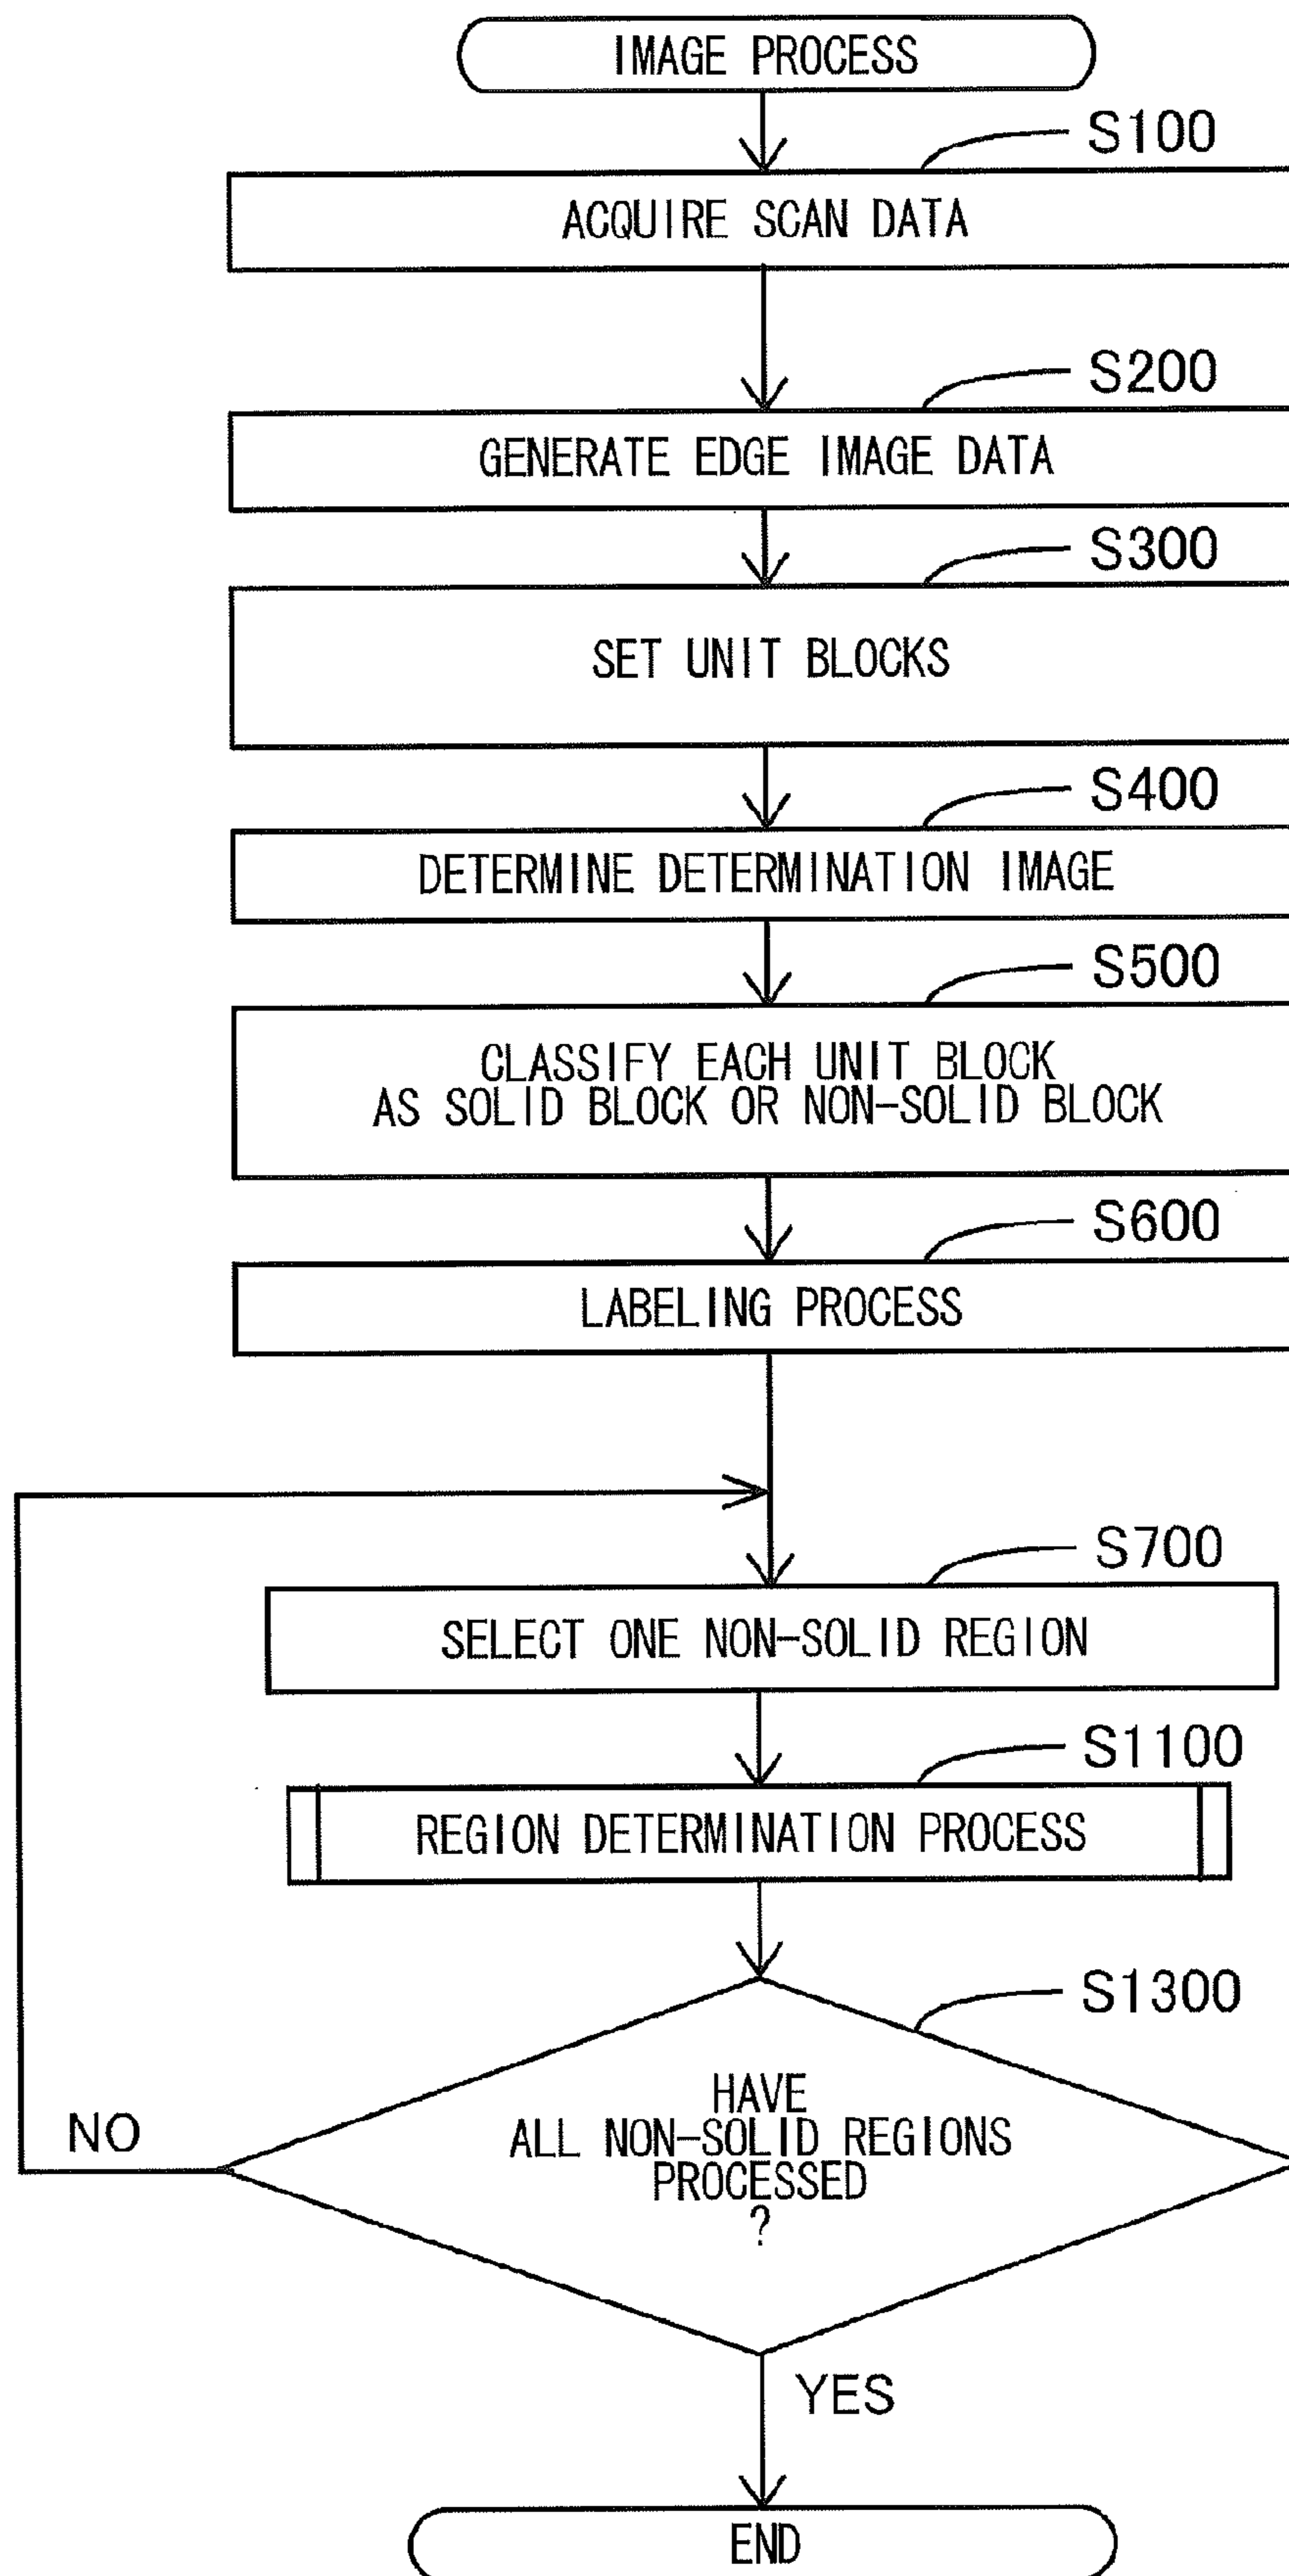 IMAGE PROCESS
S100
ACQUIRE SCAN DATA
S200
GENERATE EDGE IMAGE DATA
S300
SET UNIT BLOCKS
S400
DETERMINE DETERMINATION IMAGE
S500
CLASSIFY EACH UNIT BLOCK
AS SOLID BLOCK OR NON-SOLID BLOCK
S600
LABELING PROCESS
S700
SELECT ONE NON-SOLID REGION
S1100
REGION DETERMINATION PROCESS
S1300
HAVE
ALL NON-SOLID REGIONS
PROCESSED
?
NO
YES
END